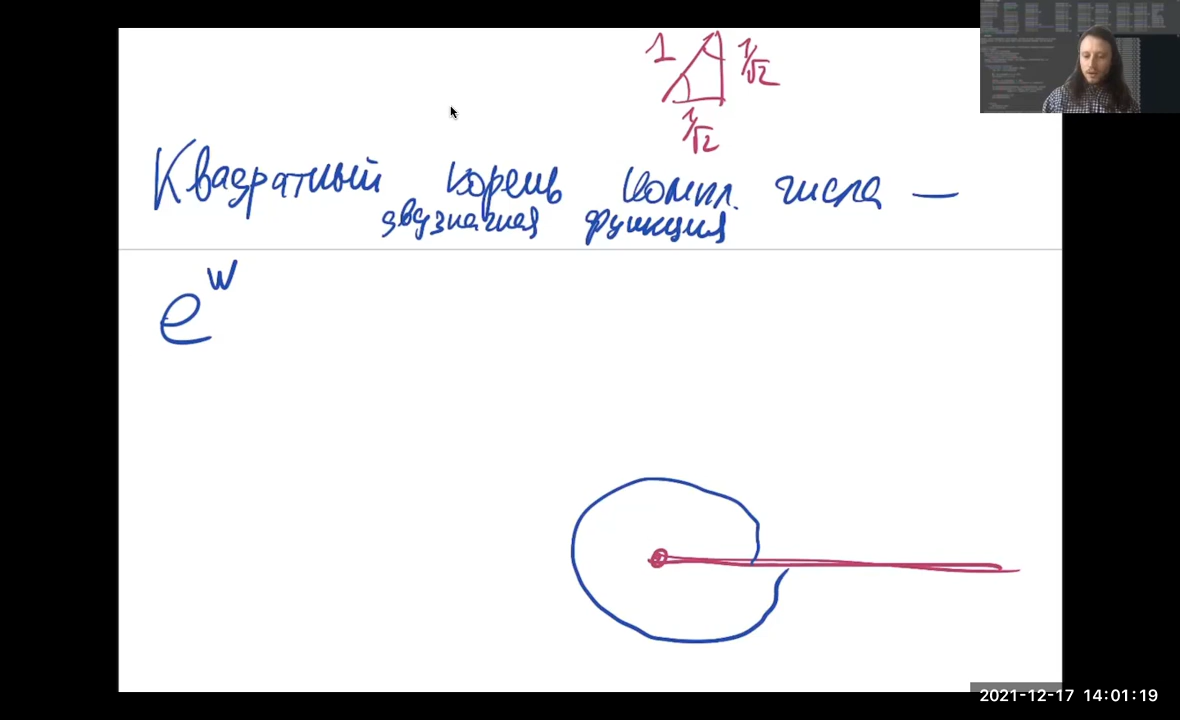 1 1/√2
1/√2
Квадратный корень компл. числа —
двузначная функция
e^w
2021-12-17 14:01:19